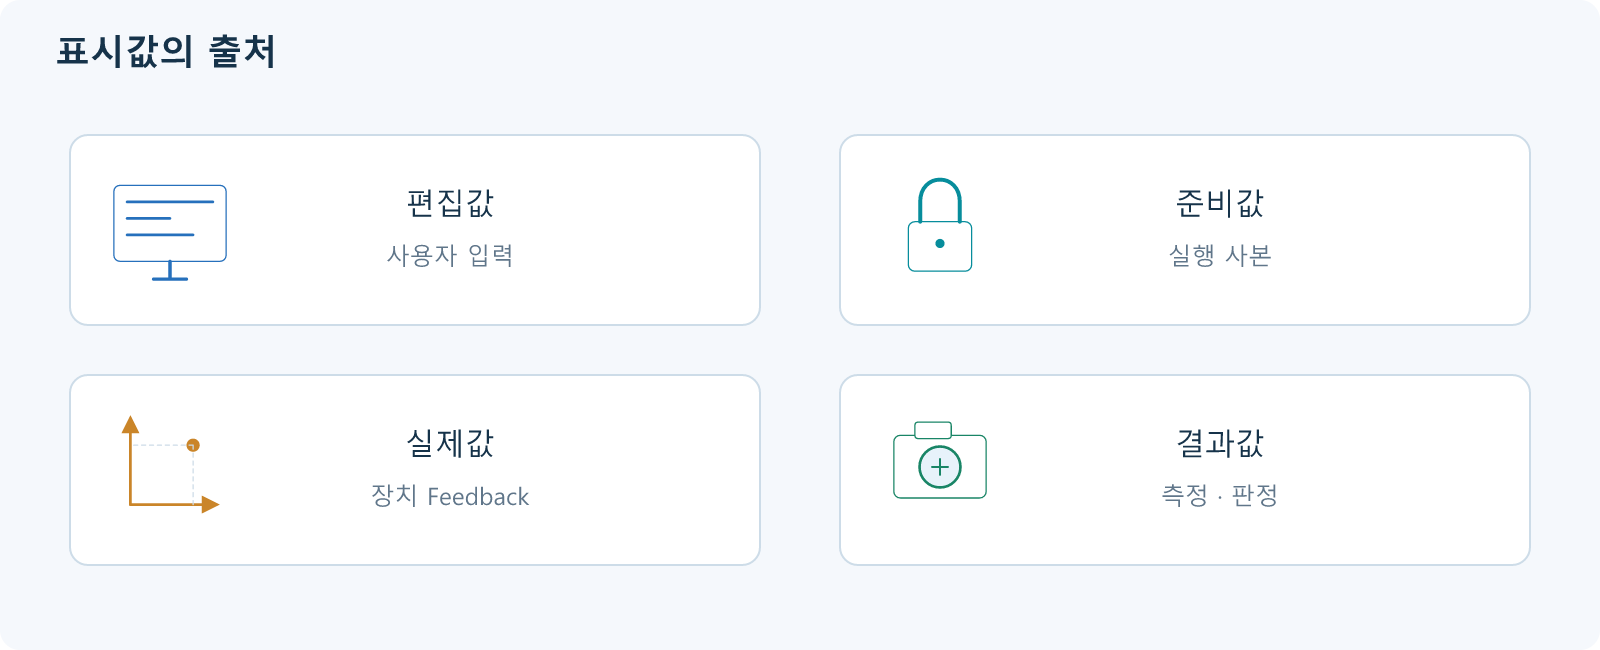 표시값의 출처
편집값
사용자 입력
준비값
실행 사본
실제값
장치 Feedback
결과값
측정 · 판정